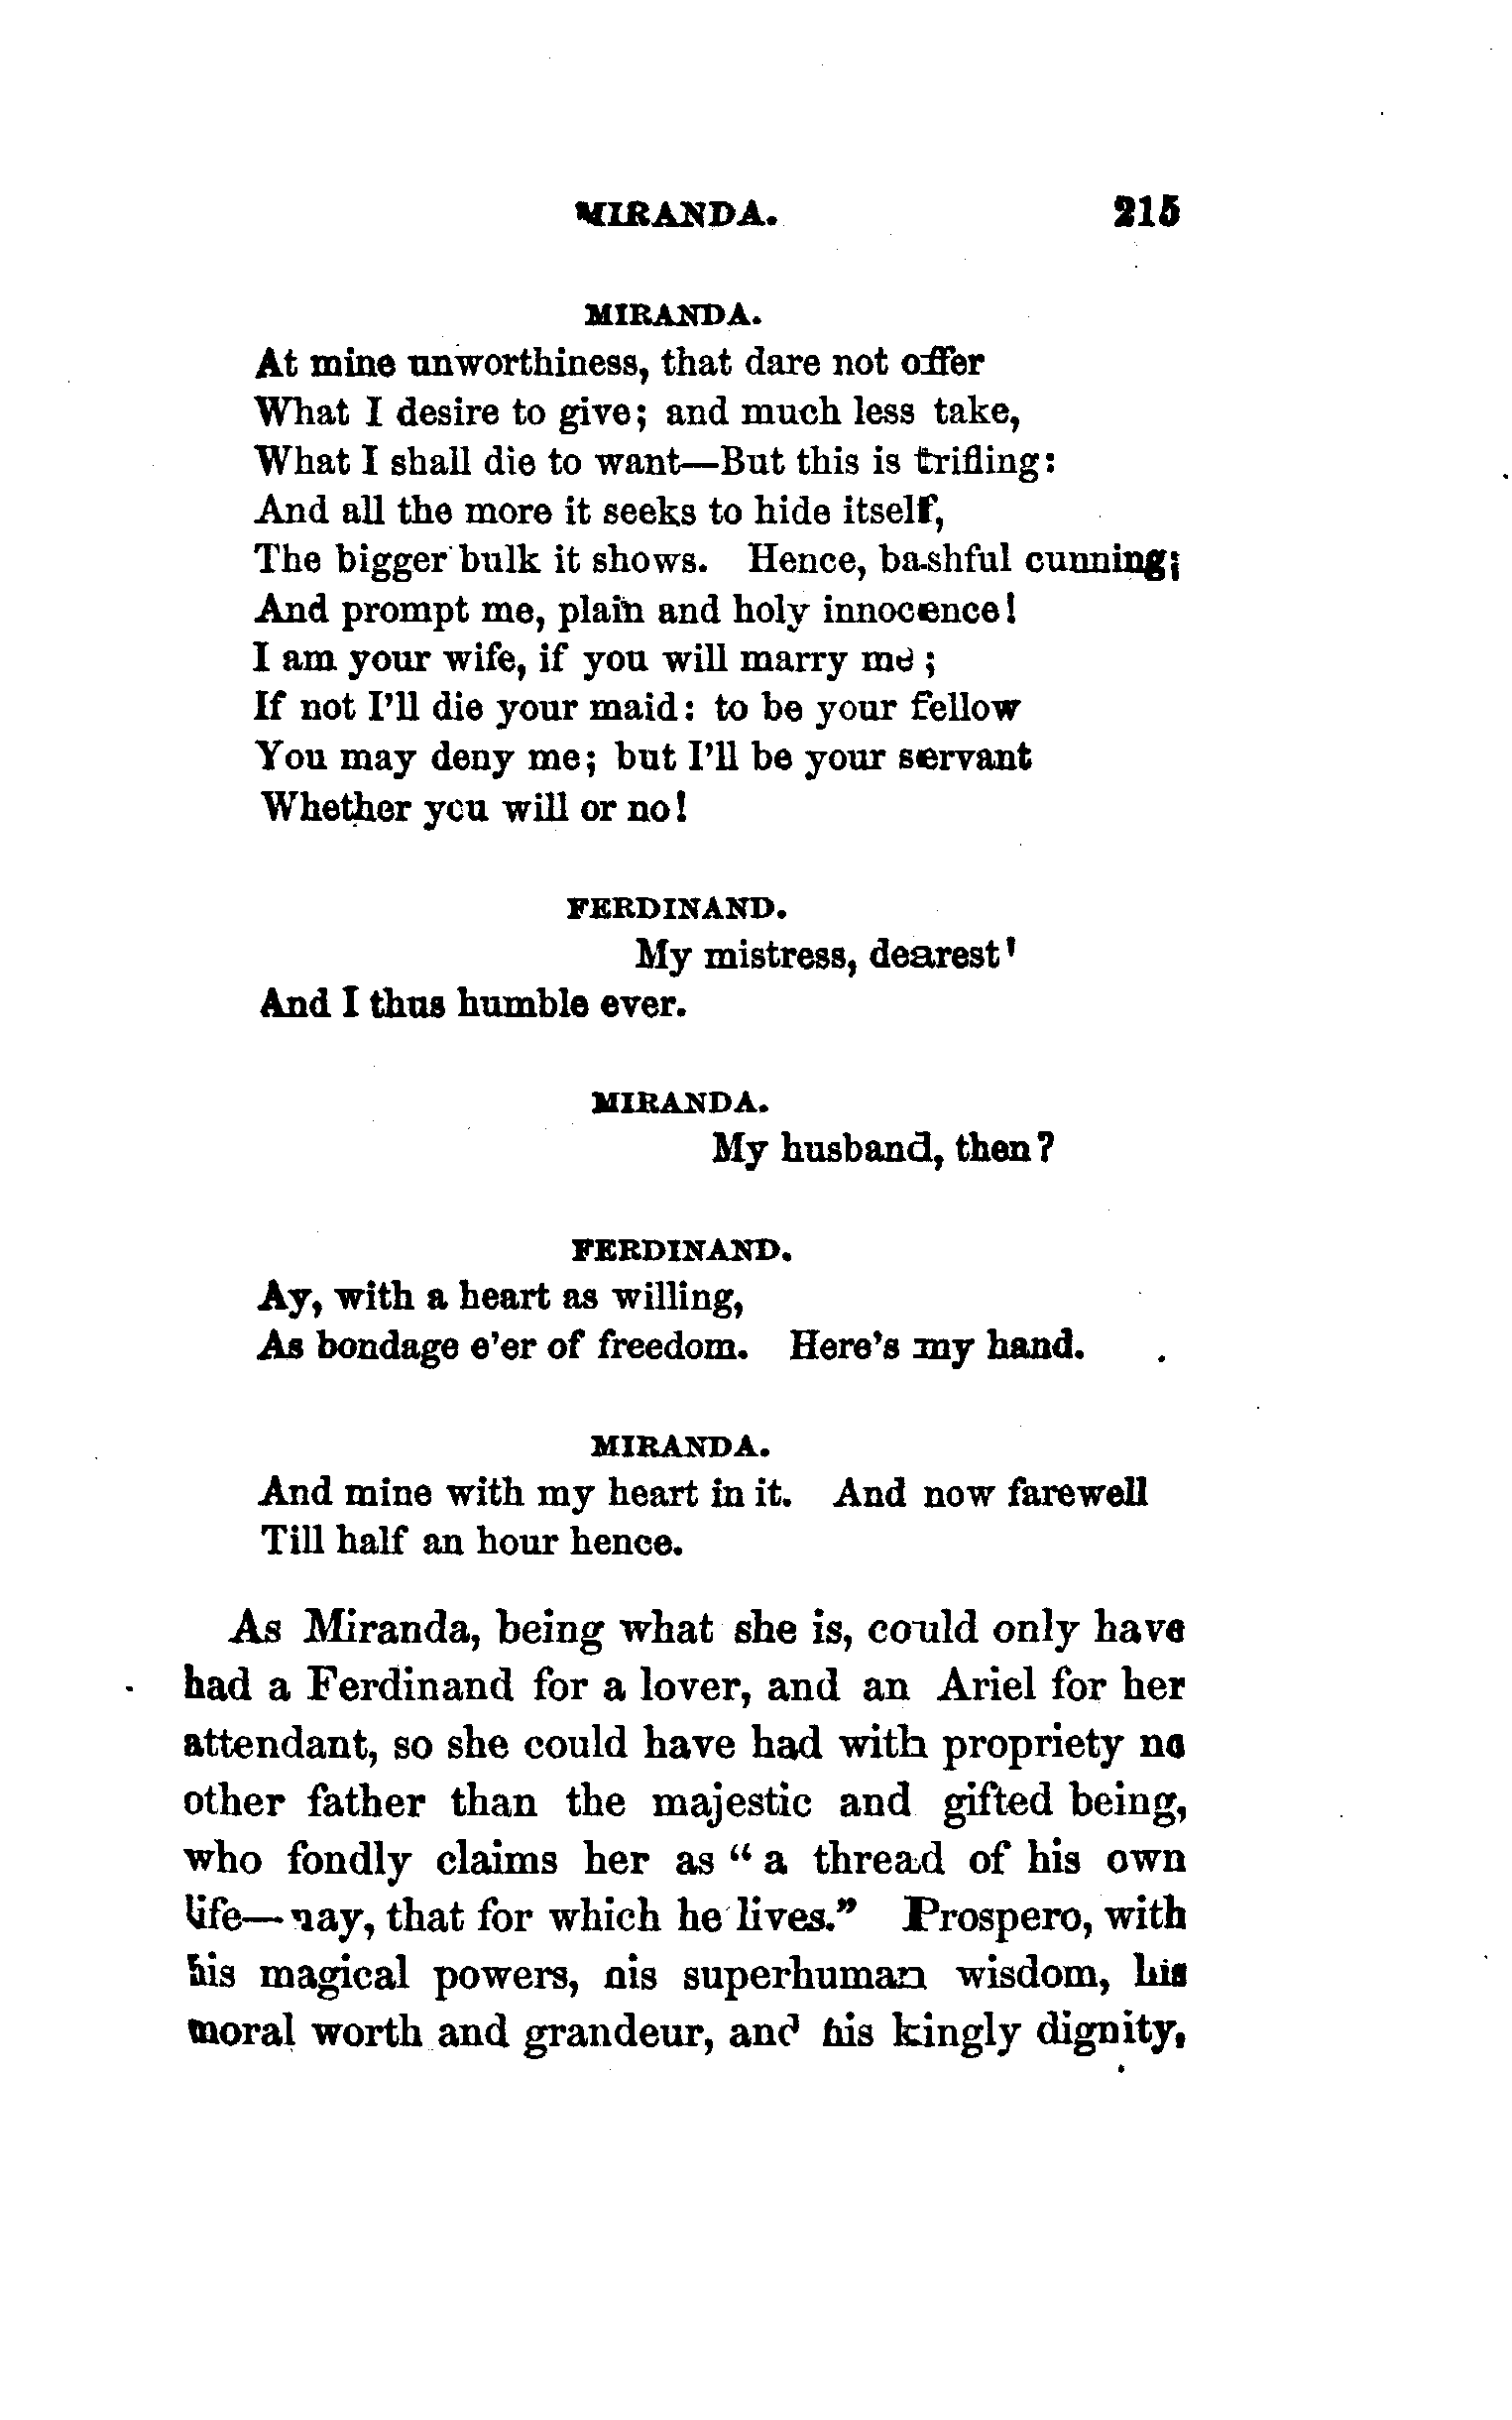 MIRANDA. 215
MIRANDA.
At mine unworthiness, that dare not offer
What I desire to give; and much less take,
What I shall die to want—But this is trifling:
And all the more it seeks to hide itself,
The bigger bulk it shows. Hence, bashful cunning;
And prompt me, plain and holy innocence!
I am your wife, if you will marry me;
If not I'll die your maid: to be your fellow
You may deny me; but I'll be your servant
Whether you will or no!
FERDINAND.
My mistress, dearest!
And I thus humble ever.
MIRANDA.
My husband, then?
FERDINAND.
Ay, with a heart as willing,
As bondage e'er of freedom. Here's my hand.
MIRANDA.
And mine with my heart in it. And now farewell
Till half an hour hence.
As Miranda, being what she is, could only have
had a Ferdinand for a lover, and an Ariel for her
attendant, so she could have had with propriety no
other father than the majestic and gifted being,
who fondly claims her as "a thread of his own
life—nay, that for which he lives." Prospero, with
his magical powers, his superhuman wisdom, his
moral worth and grandeur, and his kingly dignity,